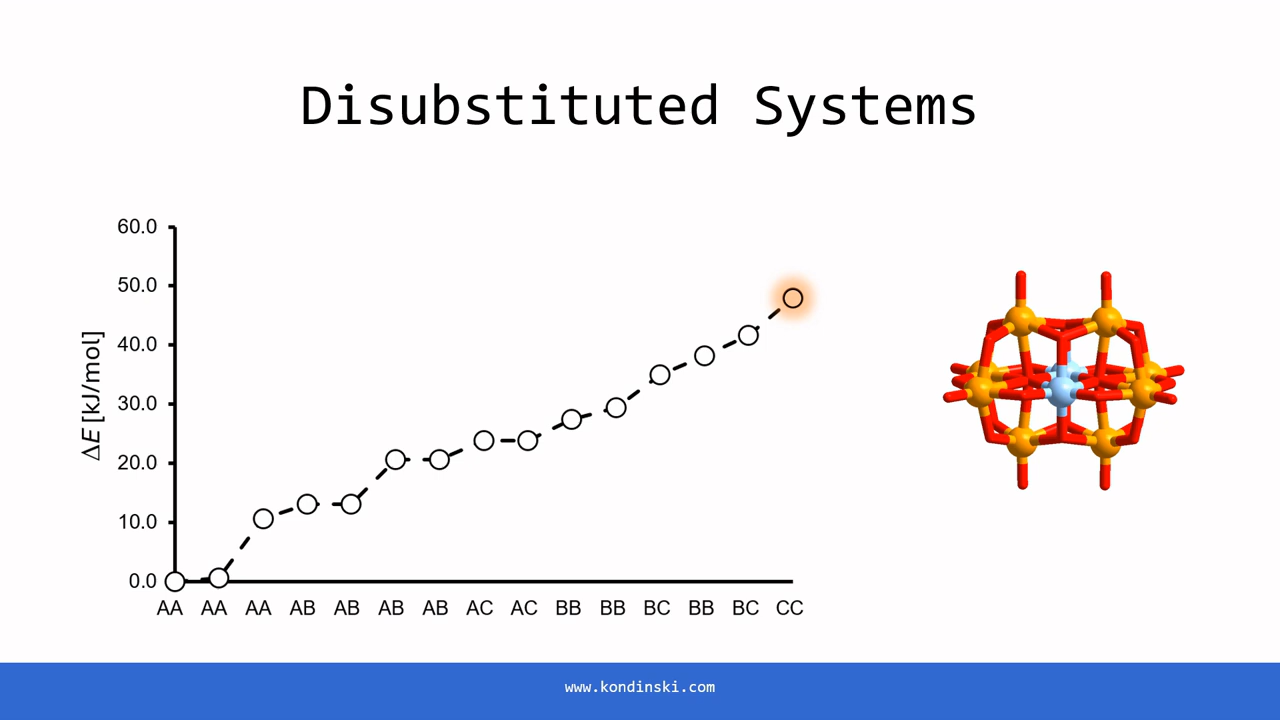 Disubstituted Systems
60.0
50.0
40.0
30.0
20.0
10.0
0.0
ΔE [kJ/mol]
AA AA AA AB AB AB AB AC AC BB BB BC BB BC CC
www.kondinski.com